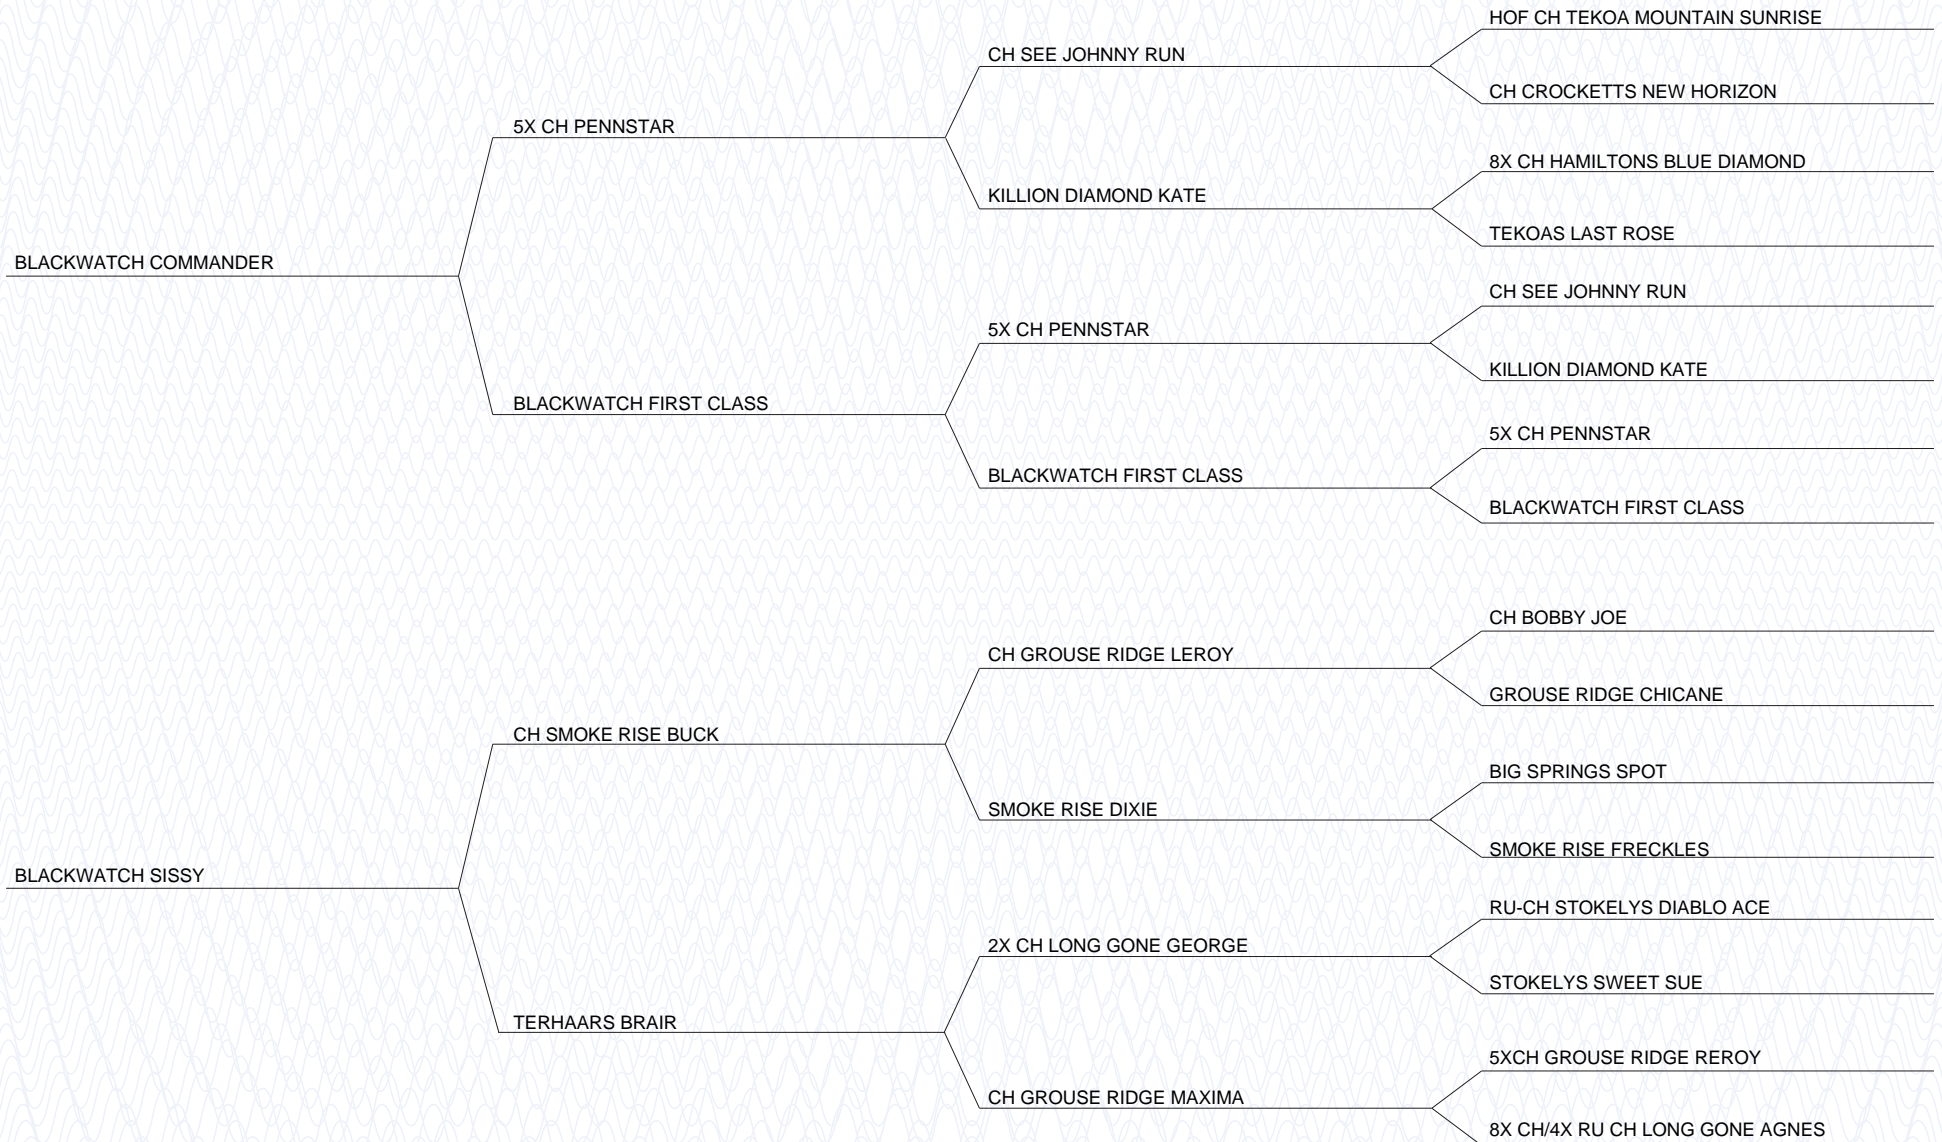 HOF CH TEKOA MOUNTAIN SUNRISE
CH SEE JOHNNY RUN
CH CROCKETTS NEW HORIZON
5X CH PENNSTAR
8X CH HAMILTONS BLUE DIAMOND
KILLION DIAMOND KATE
TEKOAS LAST ROSE
BLACKWATCH COMMANDER
CH SEE JOHNNY RUN
5X CH PENNSTAR
KILLION DIAMOND KATE
BLACKWATCH FIRST CLASS
5X CH PENNSTAR
BLACKWATCH FIRST CLASS
BLACKWATCH FIRST CLASS
CH BOBBY JOE
CH GROUSE RIDGE LEROY
GROUSE RIDGE CHICANE
CH SMOKE RISE BUCK
BIG SPRINGS SPOT
SMOKE RISE DIXIE
SMOKE RISE FRECKLES
BLACKWATCH SISSY
RU-CH STOKELYS DIABLO ACE
2X CH LONG GONE GEORGE
STOKELYS SWEET SUE
TERHAARS BRAIR
5XCH GROUSE RIDGE REROY
CH GROUSE RIDGE MAXIMA
8X CH/4X RU CH LONG GONE AGNES